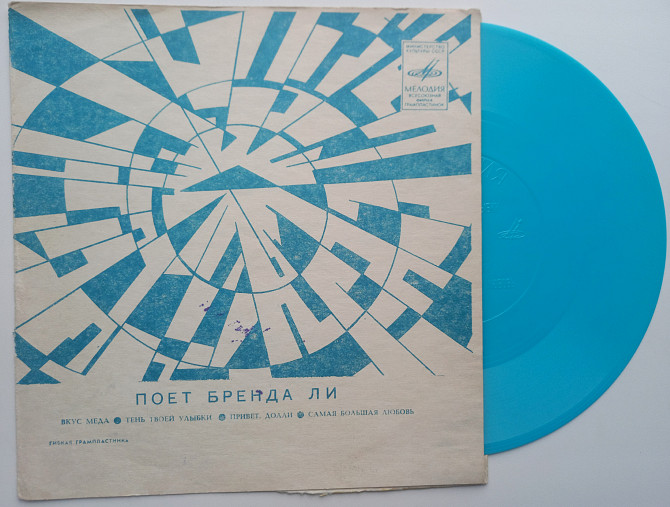 МИНИСТЕРСТВО
КУЛЬТУРЫ СССР
МЕЛОДИЯ
ВСЕСОЮЗНАЯ
ФИРМА
ГРАМПЛАСТИНОК
ПОЕТ БРЕНДА ЛИ
ВКУС МЕДА ● ТЕНЬ ТВОЕЙ УЛЫБКИ ● ПРИВЕТ, ДОЛЛИ ● САМАЯ БОЛЬШАЯ ЛЮБОВЬ
ГИБКАЯ ГРАМПЛАСТИНКА